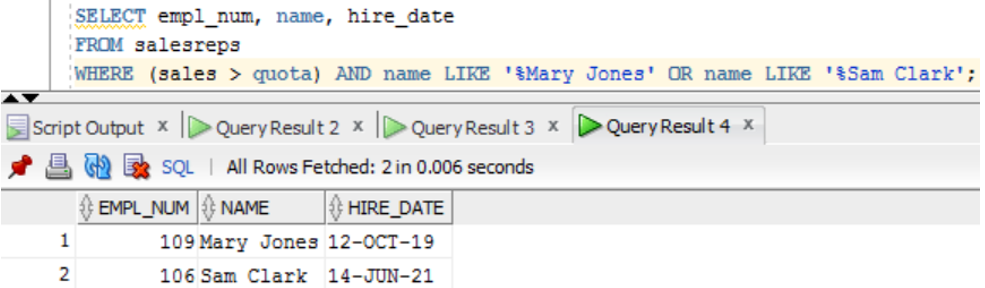 SELECT empl_num, name, hire_date
FROM salesreps
WHERE (sales > quota) AND name LIKE '%Mary Jones' OR name LIKE '%Sam Clark';
Script Output x Query Result 2 x Query Result 3 x Query Result 4 x
SQL | All Rows Fetched: 2 in 0.006 seconds
EMPL_NUM NAME HIRE_DATE
1 109 Mary Jones 12-OCT-19
2 106 Sam Clark 14-JUN-21